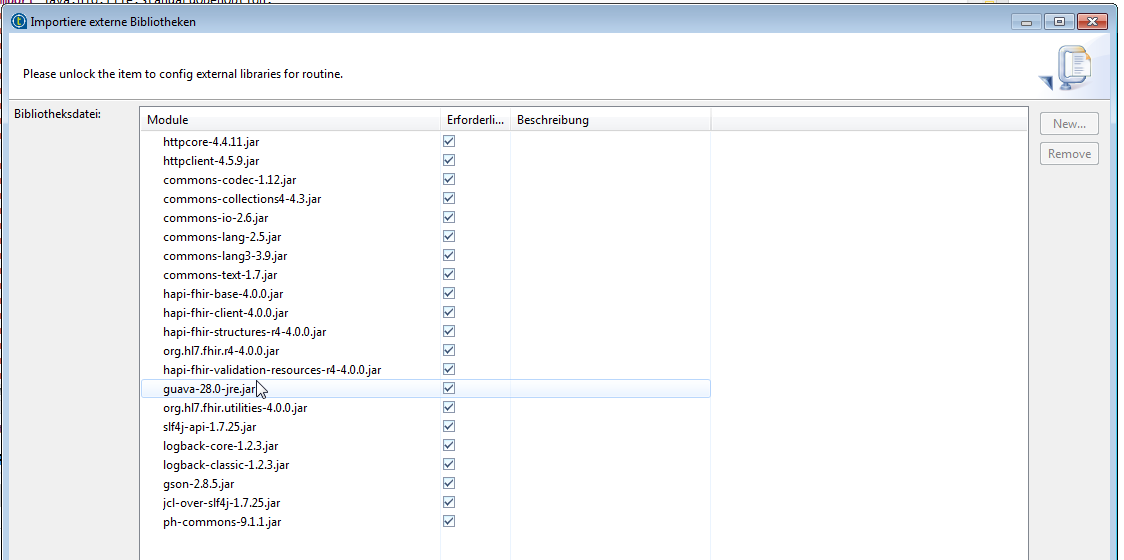 Importiere externe Bibliotheken
Please unlock the item to config external libraries for routine.
Bibliotheksdatei:
Module Erforderli... Beschreibung
New...
Remove
httpcore-4.4.11.jar
httpclient-4.5.9.jar
commons-codec-1.12.jar
commons-collections4-4.3.jar
commons-io-2.6.jar
commons-lang-2.5.jar
commons-lang3-3.9.jar
commons-text-1.7.jar
hapi-fhir-base-4.0.0.jar
hapi-fhir-client-4.0.0.jar
hapi-fhir-structures-r4-4.0.0.jar
org.hl7.fhir.r4-4.0.0.jar
hapi-fhir-validation-resources-r4-4.0.0.jar
guava-28.0-jre.jar
org.hl7.fhir.utilities-4.0.0.jar
slf4j-api-1.7.25.jar
logback-core-1.2.3.jar
logback-classic-1.2.3.jar
gson-2.8.5.jar
jcl-over-slf4j-1.7.25.jar
ph-commons-9.1.1.jar